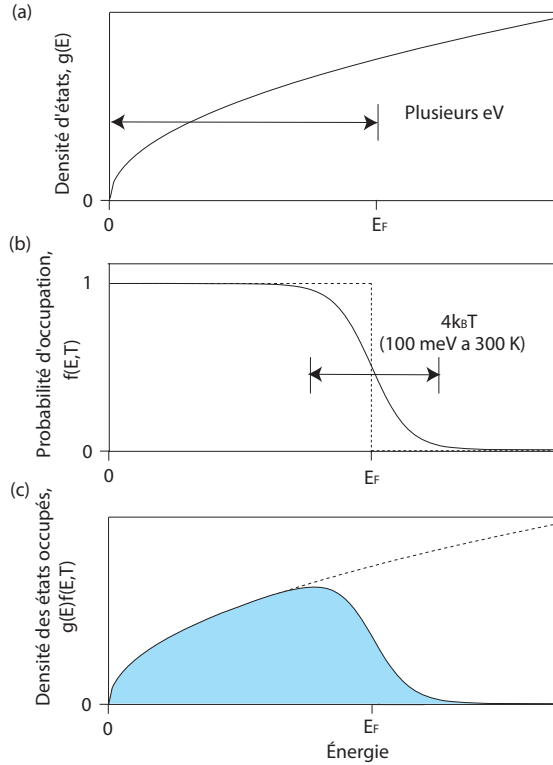 (a)
Densité d'états, g(E)
Plusieurs eV
0
0
EF
(b)
Probabilité d'occupation,
f(E,T)
1
4kBT
(100 meV a 300 K)
0
0
EF
(c)
Densité des états occupés,
g(E)f(E,T)
0
0
EF
Énergie